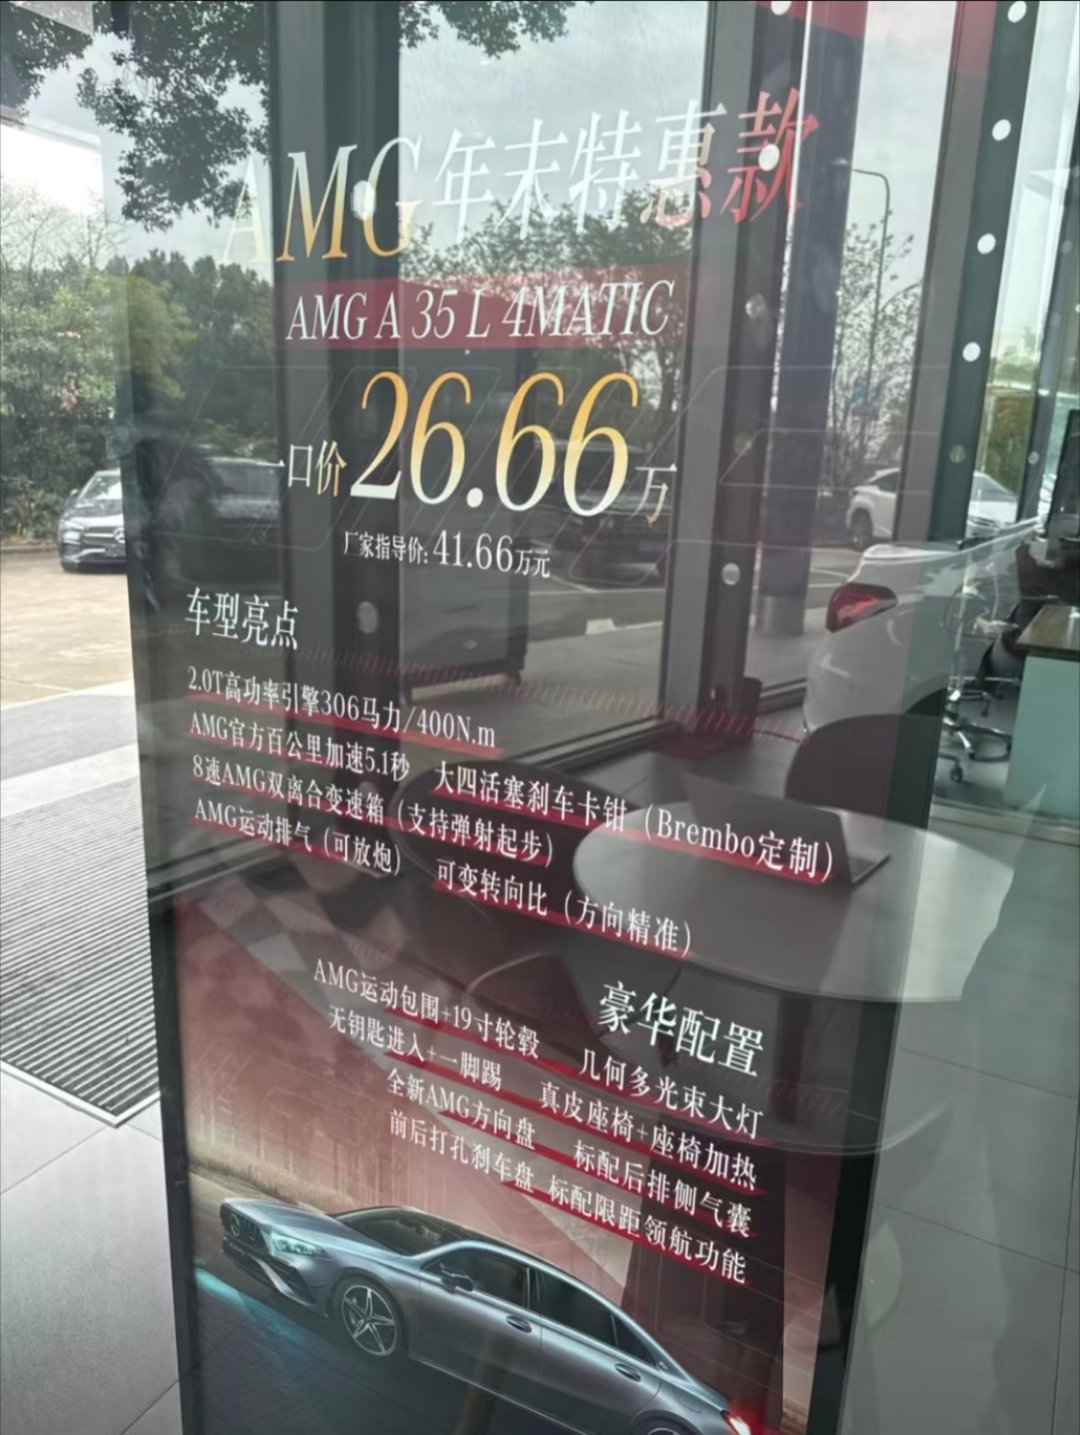 AMG年末特惠款
AMG A 35 L 4MATIC
一口价26.66万
厂家指导价:41.66万元
车型亮点
2.0T高功率引擎306马力/400N.m
AMG官方百公里加速5.1秒 大四活塞刹车卡钳（Brembo定制）
8速AMG双离合变速箱（支持弹射起步）
AMG运动排气（可放炮） 可变转向比（方向精准）
豪华配置
AMG运动包围+19寸轮毂 几何多光束大灯
无钥匙进入+一脚踢 真皮座椅+座椅加热
全新AMG方向盘 标配后排侧气囊
前后打孔刹车盘 标配限距领航功能